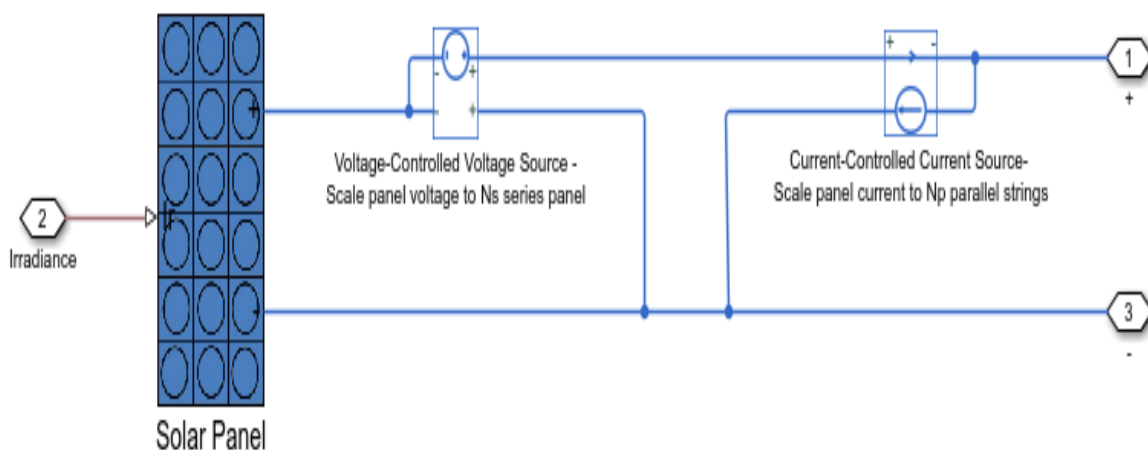 1
+
+
-
+
+
-
-
+
Voltage-Controlled Voltage Source -
Scale panel voltage to Ns series panel
Current-Controlled Current Source-
Scale panel current to Np parallel strings
2
Ir
Irradiance
-
3
-
Solar Panel